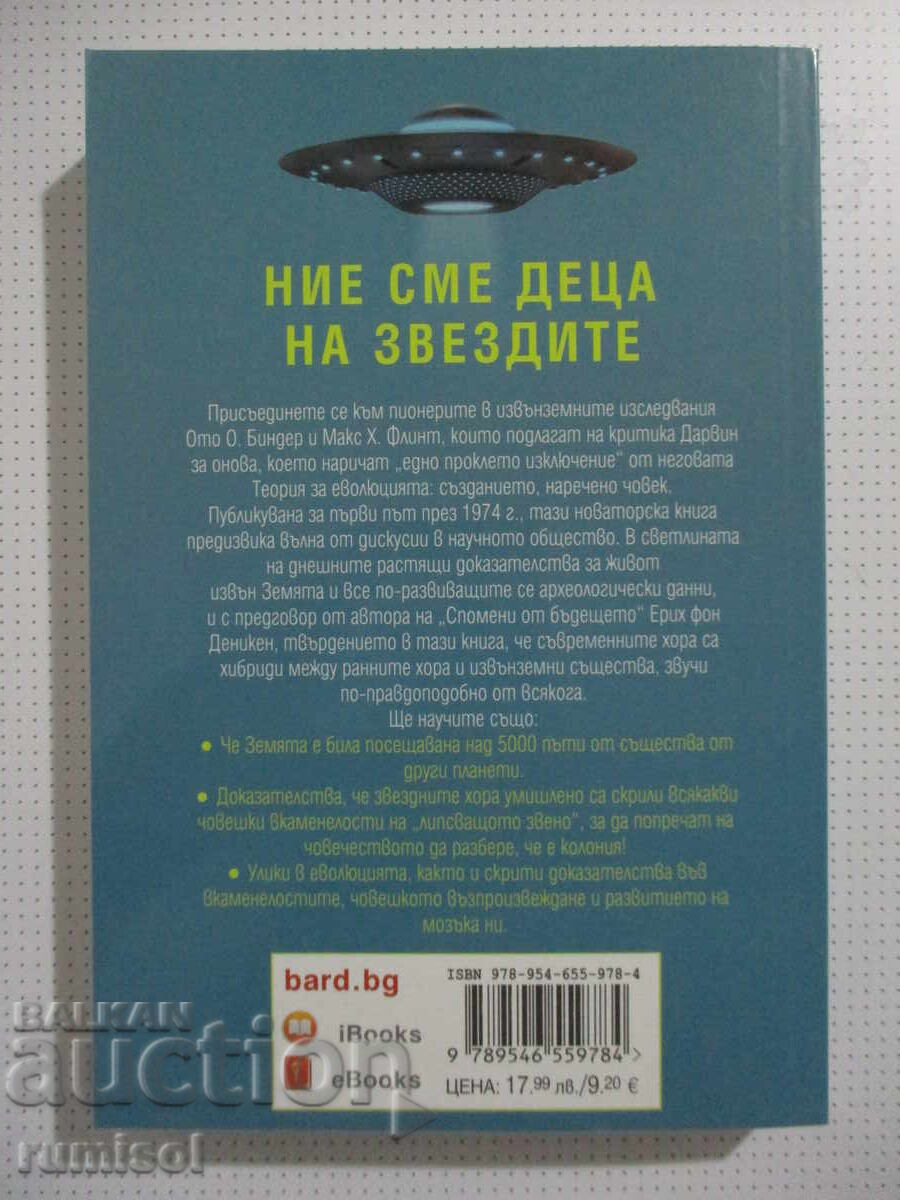 НИЕ СМЕ ДЕЦА
НА ЗВЕЗДИТЕ
Присъединете се към пионерите в извънземните изследвания
Ото О. Биндер и Макс Х. Флинт, които подлагат на критика Дарвин
за онова, което наричат „едно проклето изключение“ от неговата
Теория за еволюцията: създанието, наречено човек.
Публикувана за първи път през 1974 г., тази новаторска книга
предизвика вълна от дискусии в научното общество. В светлината
на днешните растящи доказателства за живот
извън Земята и все по-развиващите се археологически данни,
и с предговор от автора на „Спомени от бъдещето“ Ерих фон
Деникен, твърдението в тази книга, че съвременните хора са
хибриди между ранните хора и извънземни същества, звучи
по-правдоподобно от всякога.
Ще научите също:
• Че Земята е била посещавана над 5000 пъти от същества от
други планети.
• Доказателства, че звездните хора умишлено са скрили всякакви
човешки вкаменелости на „липсващото звено“, за да попречат на
човечеството да разбере, че е колония!
• Улики в еволюцията, както и скрити доказателства във
вкаменелостите, човешкото възпроизвеждане и развитието на
мозъка ни.
bard.bg
iBooks
eBooks
ISBN 978-954-655-978-4
9 789546 559784 >
ЦЕНА: 17.99 лв./9.20 €
BALKAN
auction
rumisol